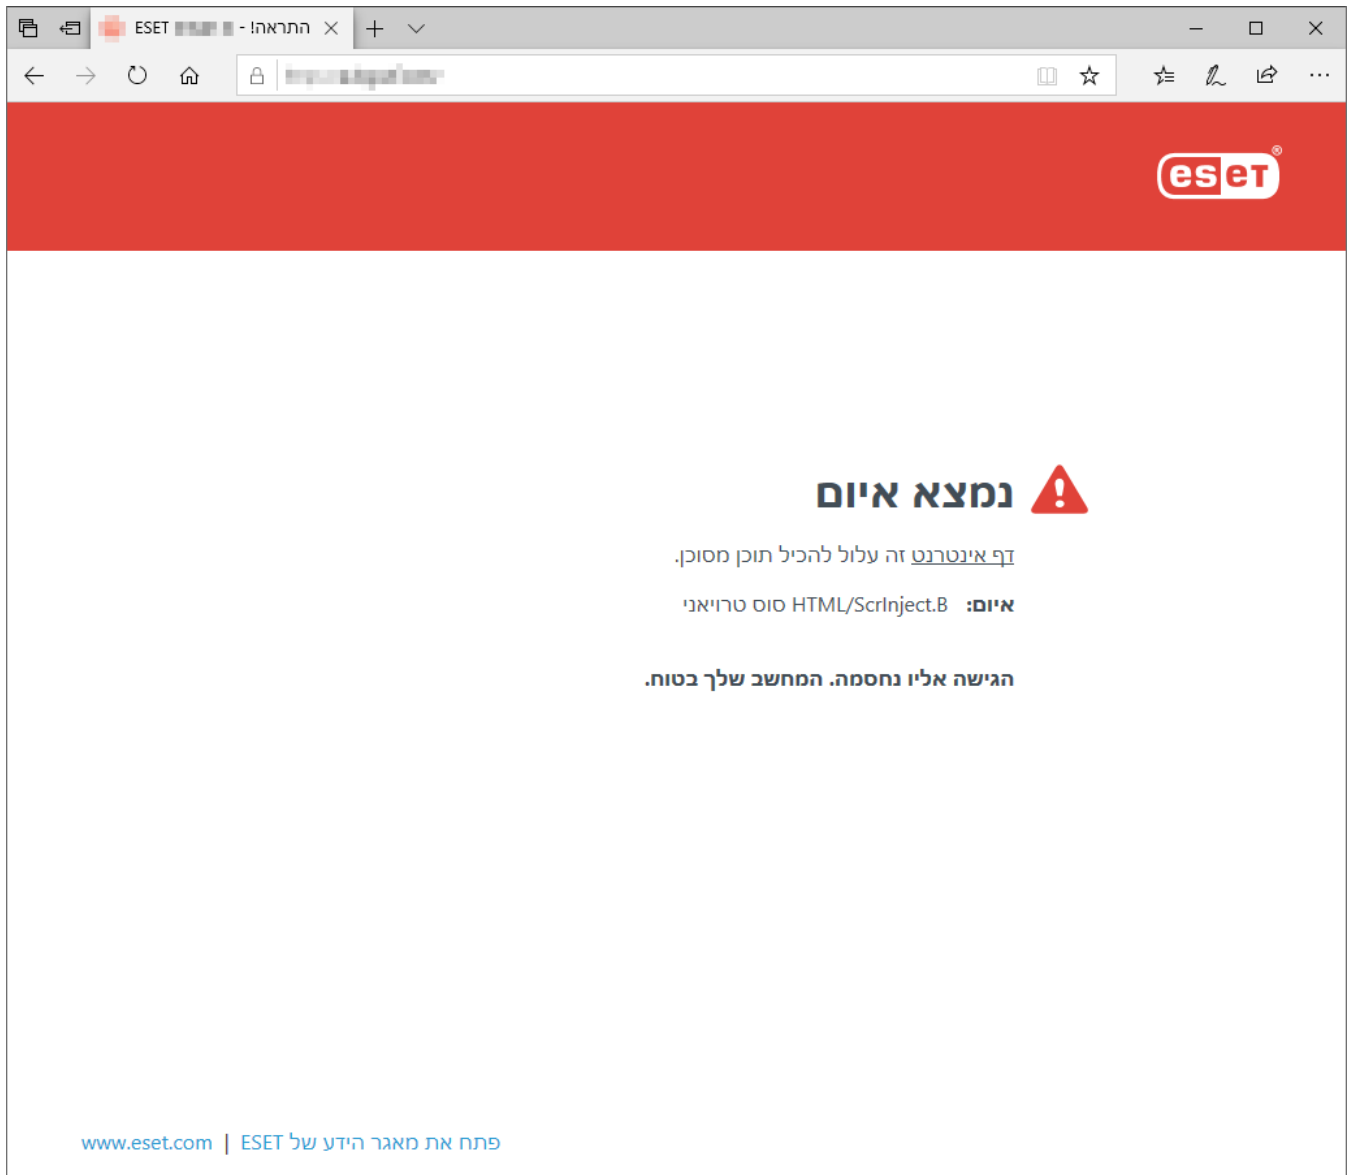 ESET - התראה!
eset®
נמצא איום
דף אינטרנט זה עלול להכיל תוכן מסוכן.
איום: HTML/ScrInject.B סוס טרויאני
הגישה אליו נחסמה. המחשב שלך בטוח.
פתח את מאגר הידע של ESET | www.eset.com